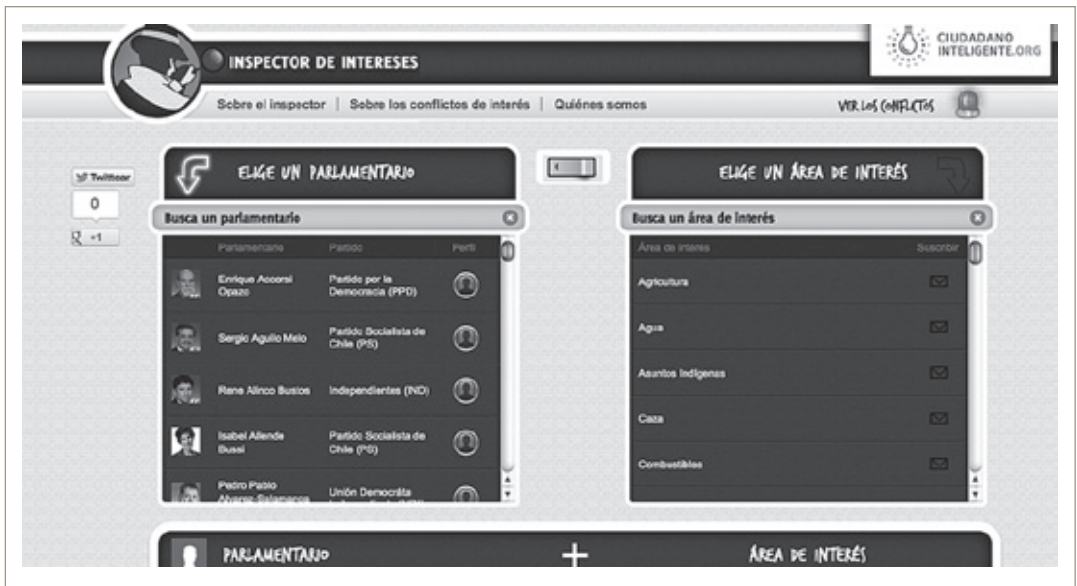 CIUDADANO
INTELIGENTE.ORG
INSPECTOR DE INTERESES
Sobre el inspector | Sobre los conflictos de interés | Quiénes somos
VER LOS CONFLICTOS
Twittear
0
+1
ELIGE UN PARLAMENTARIO
Busca un parlamentario
Parlamentario Partido Perfil
Enrique Accorsi
Opazo
Partido por la
Democracia (PPD)
Sergio Aguilo Melo
Partido Socialista de
Chile (PS)
Rene Alinco Bustos
Independientes (IND)
Isabel Allende
Bussi
Partido Socialista de
Chile (PS)
Pedro Pablo
Alvarez-Salamanca
Unión Demócrata
ELIGE UN ÁREA DE INTERÉS
Busca un área de interés
Área de interes Suscribir
Agricultura
Agua
Asuntos Indígenas
Caza
Combustibles
PARLAMENTARIO + ÁREA DE INTERÉS